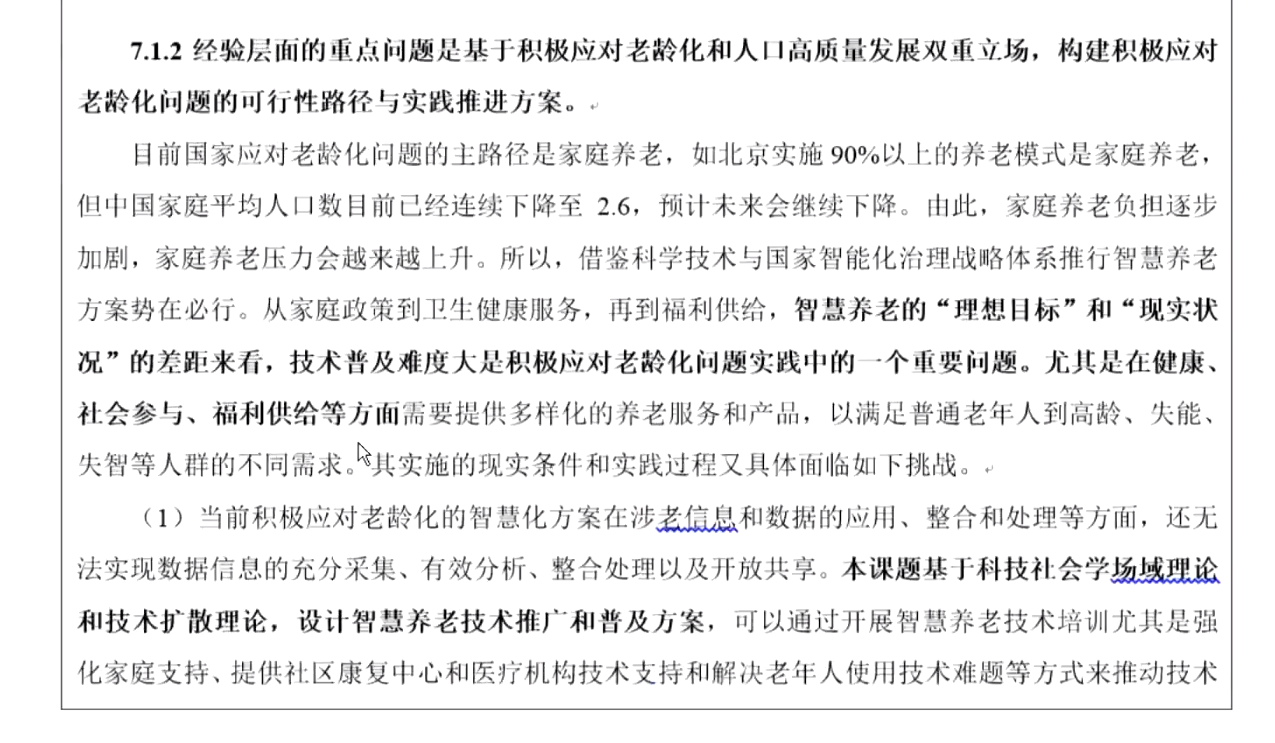 7.1.2 经验层面的重点问题是基于积极应对老龄化和人口高质量发展双重立场，构建积极应对
老龄化问题的可行性路径与实践推进方案。
目前国家应对老龄化问题的主路径是家庭养老，如北京实施 90%以上的养老模式是家庭养老，
但中国家庭平均人口数目前已经连续下降至 2.6，预计未来会继续下降。由此，家庭养老负担逐步
加剧，家庭养老压力会越来越上升。所以，借鉴科学技术与国家智能化治理战略体系推行智慧养老
方案势在必行。从家庭政策到卫生健康服务，再到福利供给，智慧养老的“理想目标”和“现实状
况”的差距来看，技术普及难度大是积极应对老龄化问题实践中的一个重要问题。尤其是在健康、
社会参与、福利供给等方面需要提供多样化的养老服务和产品，以满足普通老年人到高龄、失能、
失智等人群的不同需求。其实施的现实条件和实践过程又具体面临如下挑战。
（1）当前积极应对老龄化的智慧化方案在涉老信息和数据的应用、整合和处理等方面，还无
法实现数据信息的充分采集、有效分析、整合处理以及开放共享。本课题基于科技社会学场域理论
和技术扩散理论，设计智慧养老技术推广和普及方案，可以通过开展智慧养老技术培训尤其是强
化家庭支持、提供社区康复中心和医疗机构技术支持和解决老年人使用技术难题等方式来推动技术